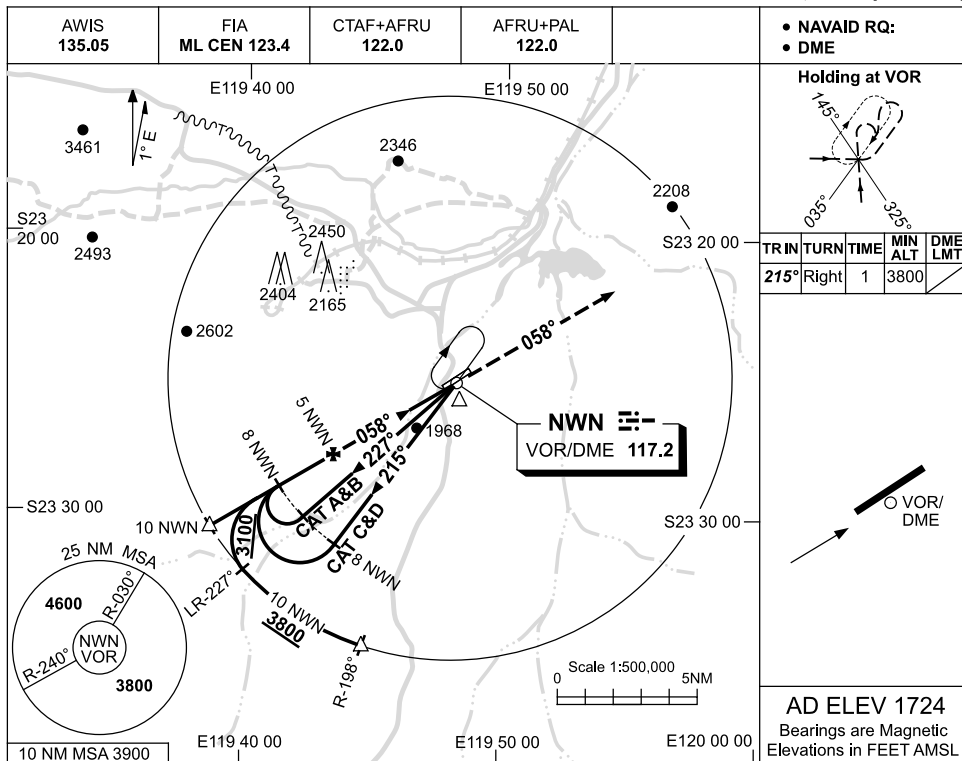 AWIS
135.05
FIA
ML CEN 123.4
CTAF+AFRU
122.0
AFRU+PAL
122.0
• NAVAID RQ:
• DME
Holding at VOR
145°
035°
325°
TR IN TURN TIME MIN ALT DME LMT
215° Right 1 3800
E119 40 00
E119 50 00
1° E
3461
2346
2208
S23
20 00
S23 20 00
2493
2450
2404
2165
2602
058°
5 NWN
058°
1968
227°
215°
NWN
VOR/DME 117.2
8 NWN
CAT A&B
CAT C&D
S23 30 00
S23 30 00
10 NWN
3100
8 NWN
VOR/
DME
25 NM MSA
LR-227°
10 NWN
3800
4600
R-030°
NWN
VOR
R-240°
3800
R-198°
Scale 1:500,000
0 5NM
AD ELEV 1724
Bearings are Magnetic
Elevations in FEET AMSL
10 NM MSA 3900
E119 40 00
E119 50 00
E120 00 00